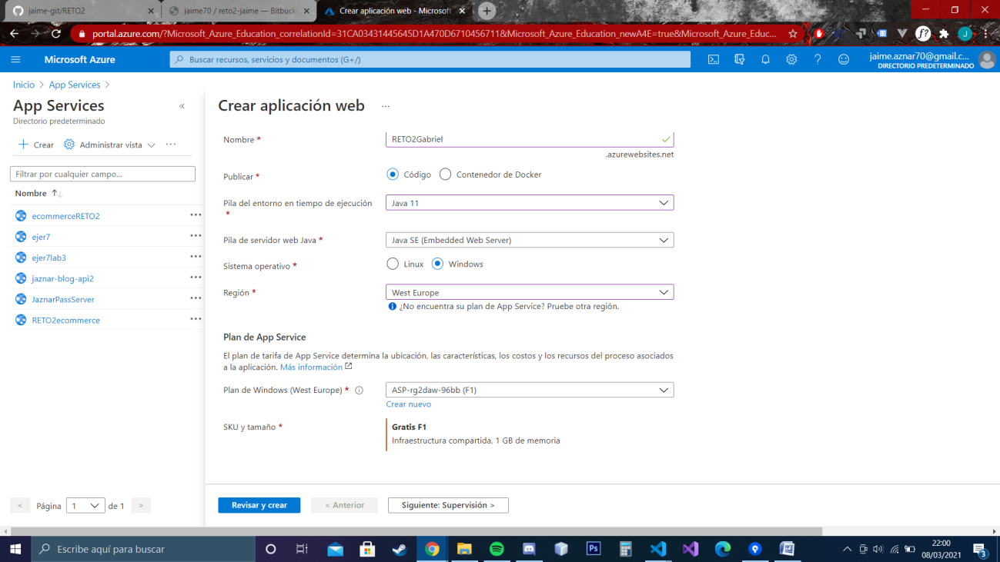 jaime-git/RETO2
jaime70 / reto2-jaime — Bitbuck
Crear aplicación web - Microsoft
portal.azure.com/?Microsoft_Azure_Education_correlationId=31CA03431445645D1A470D6710456711&Microsoft_Azure_Education_newA4E=true&Microsoft_Azure_Educ...
Microsoft Azure
Buscar recursos, servicios y documentos (G+/)
jaime.aznar70@gmail.c...
DIRECTORIO PREDETERMINADO
Inicio > App Services >
App Services
Directorio predeterminado
Crear
Administrar vista
Filtrar por cualquier campo...
Nombre
ecommerceRETO2
ejer7
ejer7lab3
jaznar-blog-api2
JaznarPassServer
RETO2ecommerce
< Página 1 de 1 >
Crear aplicación web ...
Nombre *
RETO2Gabriel
.azurewebsites.net
Publicar *
Código
Contenedor de Docker
Pila del entorno en tiempo de ejecución *
Java 11
Pila de servidor web Java *
Java SE (Embedded Web Server)
Sistema operativo *
Linux
Windows
Región *
West Europe
¿No encuentra su plan de App Service? Pruebe otra región.
Plan de App Service
El plan de tarifa de App Service determina la ubicación, las características, los costos y los recursos del proceso asociados
a la aplicación. Más información
Plan de Windows (West Europe) *
ASP-rg2daw-96bb (F1)
Crear nuevo
SKU y tamaño *
Gratis F1
Infraestructura compartida, 1 GB de memoria
Revisar y crear
< Anterior
Siguiente: Supervisión >
Escribe aquí para buscar
Ps
22:00
08/03/2021
3